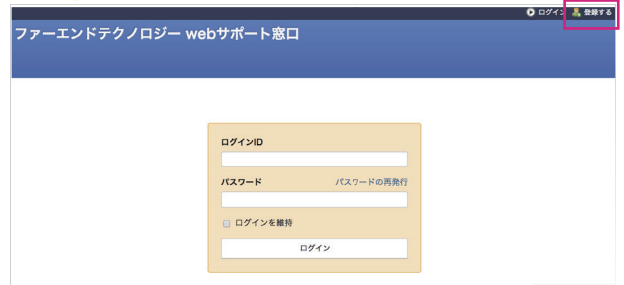 ログイン 登録する
ファーエンドテクノロジー webサポート窓口
ログインID
パスワード パスワードの再発行
ログインを維持
ログイン